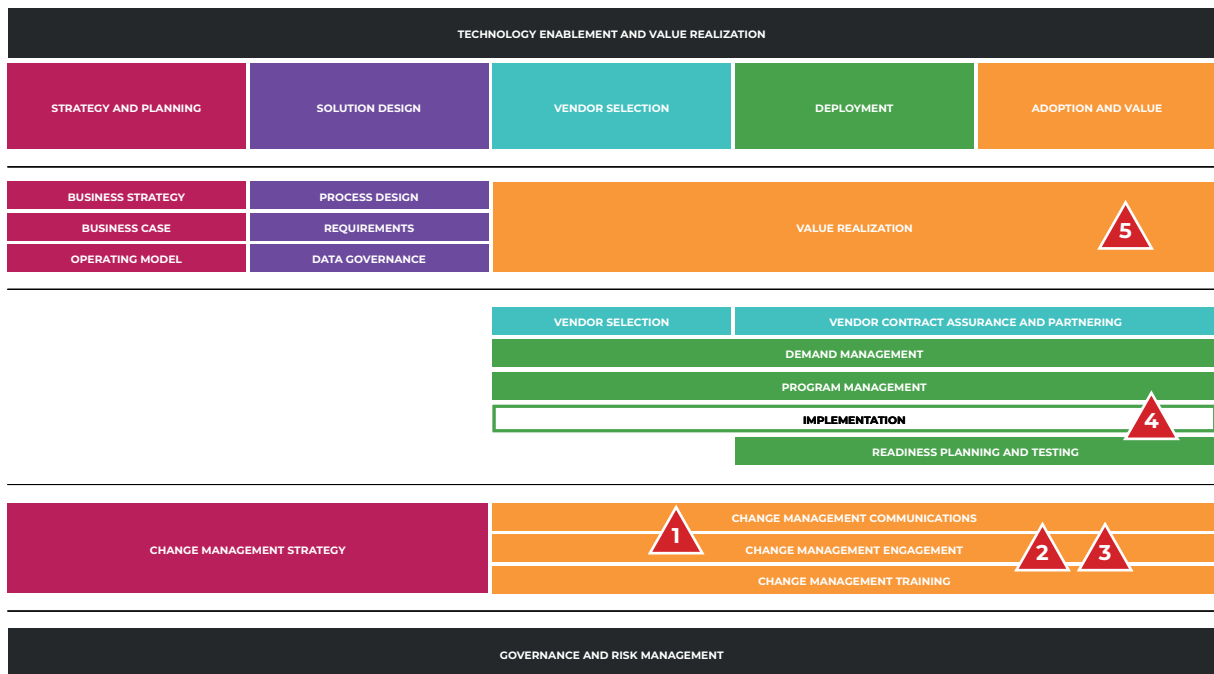 TECHNOLOGY ENABLEMENT AND VALUE REALIZATION
STRATEGY AND PLANNING
SOLUTION DESIGN
VENDOR SELECTION
DEPLOYMENT
ADOPTION AND VALUE
BUSINESS STRATEGY
PROCESS DESIGN
BUSINESS CASE
REQUIREMENTS
OPERATING MODEL
DATA GOVERNANCE
VALUE REALIZATION
5
VENDOR SELECTION
VENDOR CONTRACT ASSURANCE AND PARTNERING
DEMAND MANAGEMENT
PROGRAM MANAGEMENT
IMPLEMENTATION
4
READINESS PLANNING AND TESTING
CHANGE MANAGEMENT STRATEGY
CHANGE MANAGEMENT COMMUNICATIONS
1
CHANGE MANAGEMENT ENGAGEMENT
2
3
CHANGE MANAGEMENT TRAINING
GOVERNANCE AND RISK MANAGEMENT